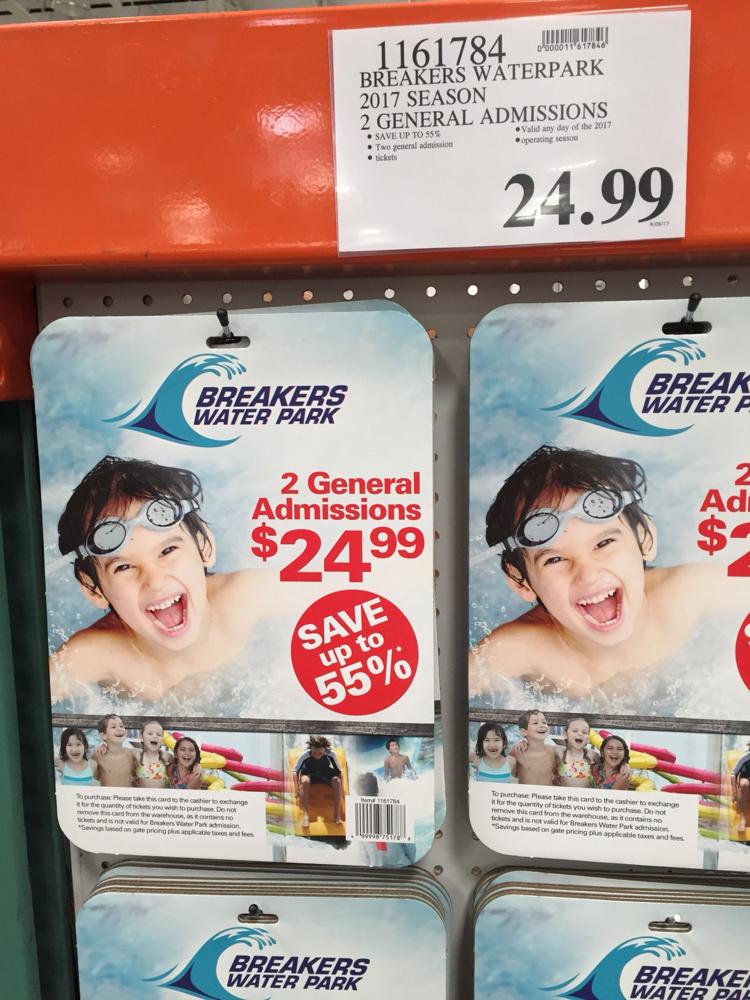 1161784
0"000011"617846
BREAKERS WATERPARK
2017 SEASON
2 GENERAL ADMISSIONS
• SAVE UP TO 55%
• Two general admission
• tickets
• Valid any day of the 2017
• operating season
24.99
BREAKERS
WATER PARK
2 General
Admissions
$24.99
SAVE
up to
55%*
To purchase: Please take this card to the cashier to exchange
it for the quantity of tickets you wish to purchase. Do not
remove this card from the warehouse, as it contains no
tickets and is not valid for Breakers Water Park admission.
*Savings based on gate pricing plus applicable taxes and fees.
Item# 1161784
BREAK
WATER P
2
Ad
$2
To purchase: Please take this card to the cashier to exchange
it for the quantity of tickets you wish to purchase. Do not
remove this card from the warehouse, as it contains no
tickets and is not valid for Breakers Water Park admission.
*Savings based on gate pricing plus applicable taxes and fees.
BREAKERS
WATER PARK
BREAKE
WATER PA